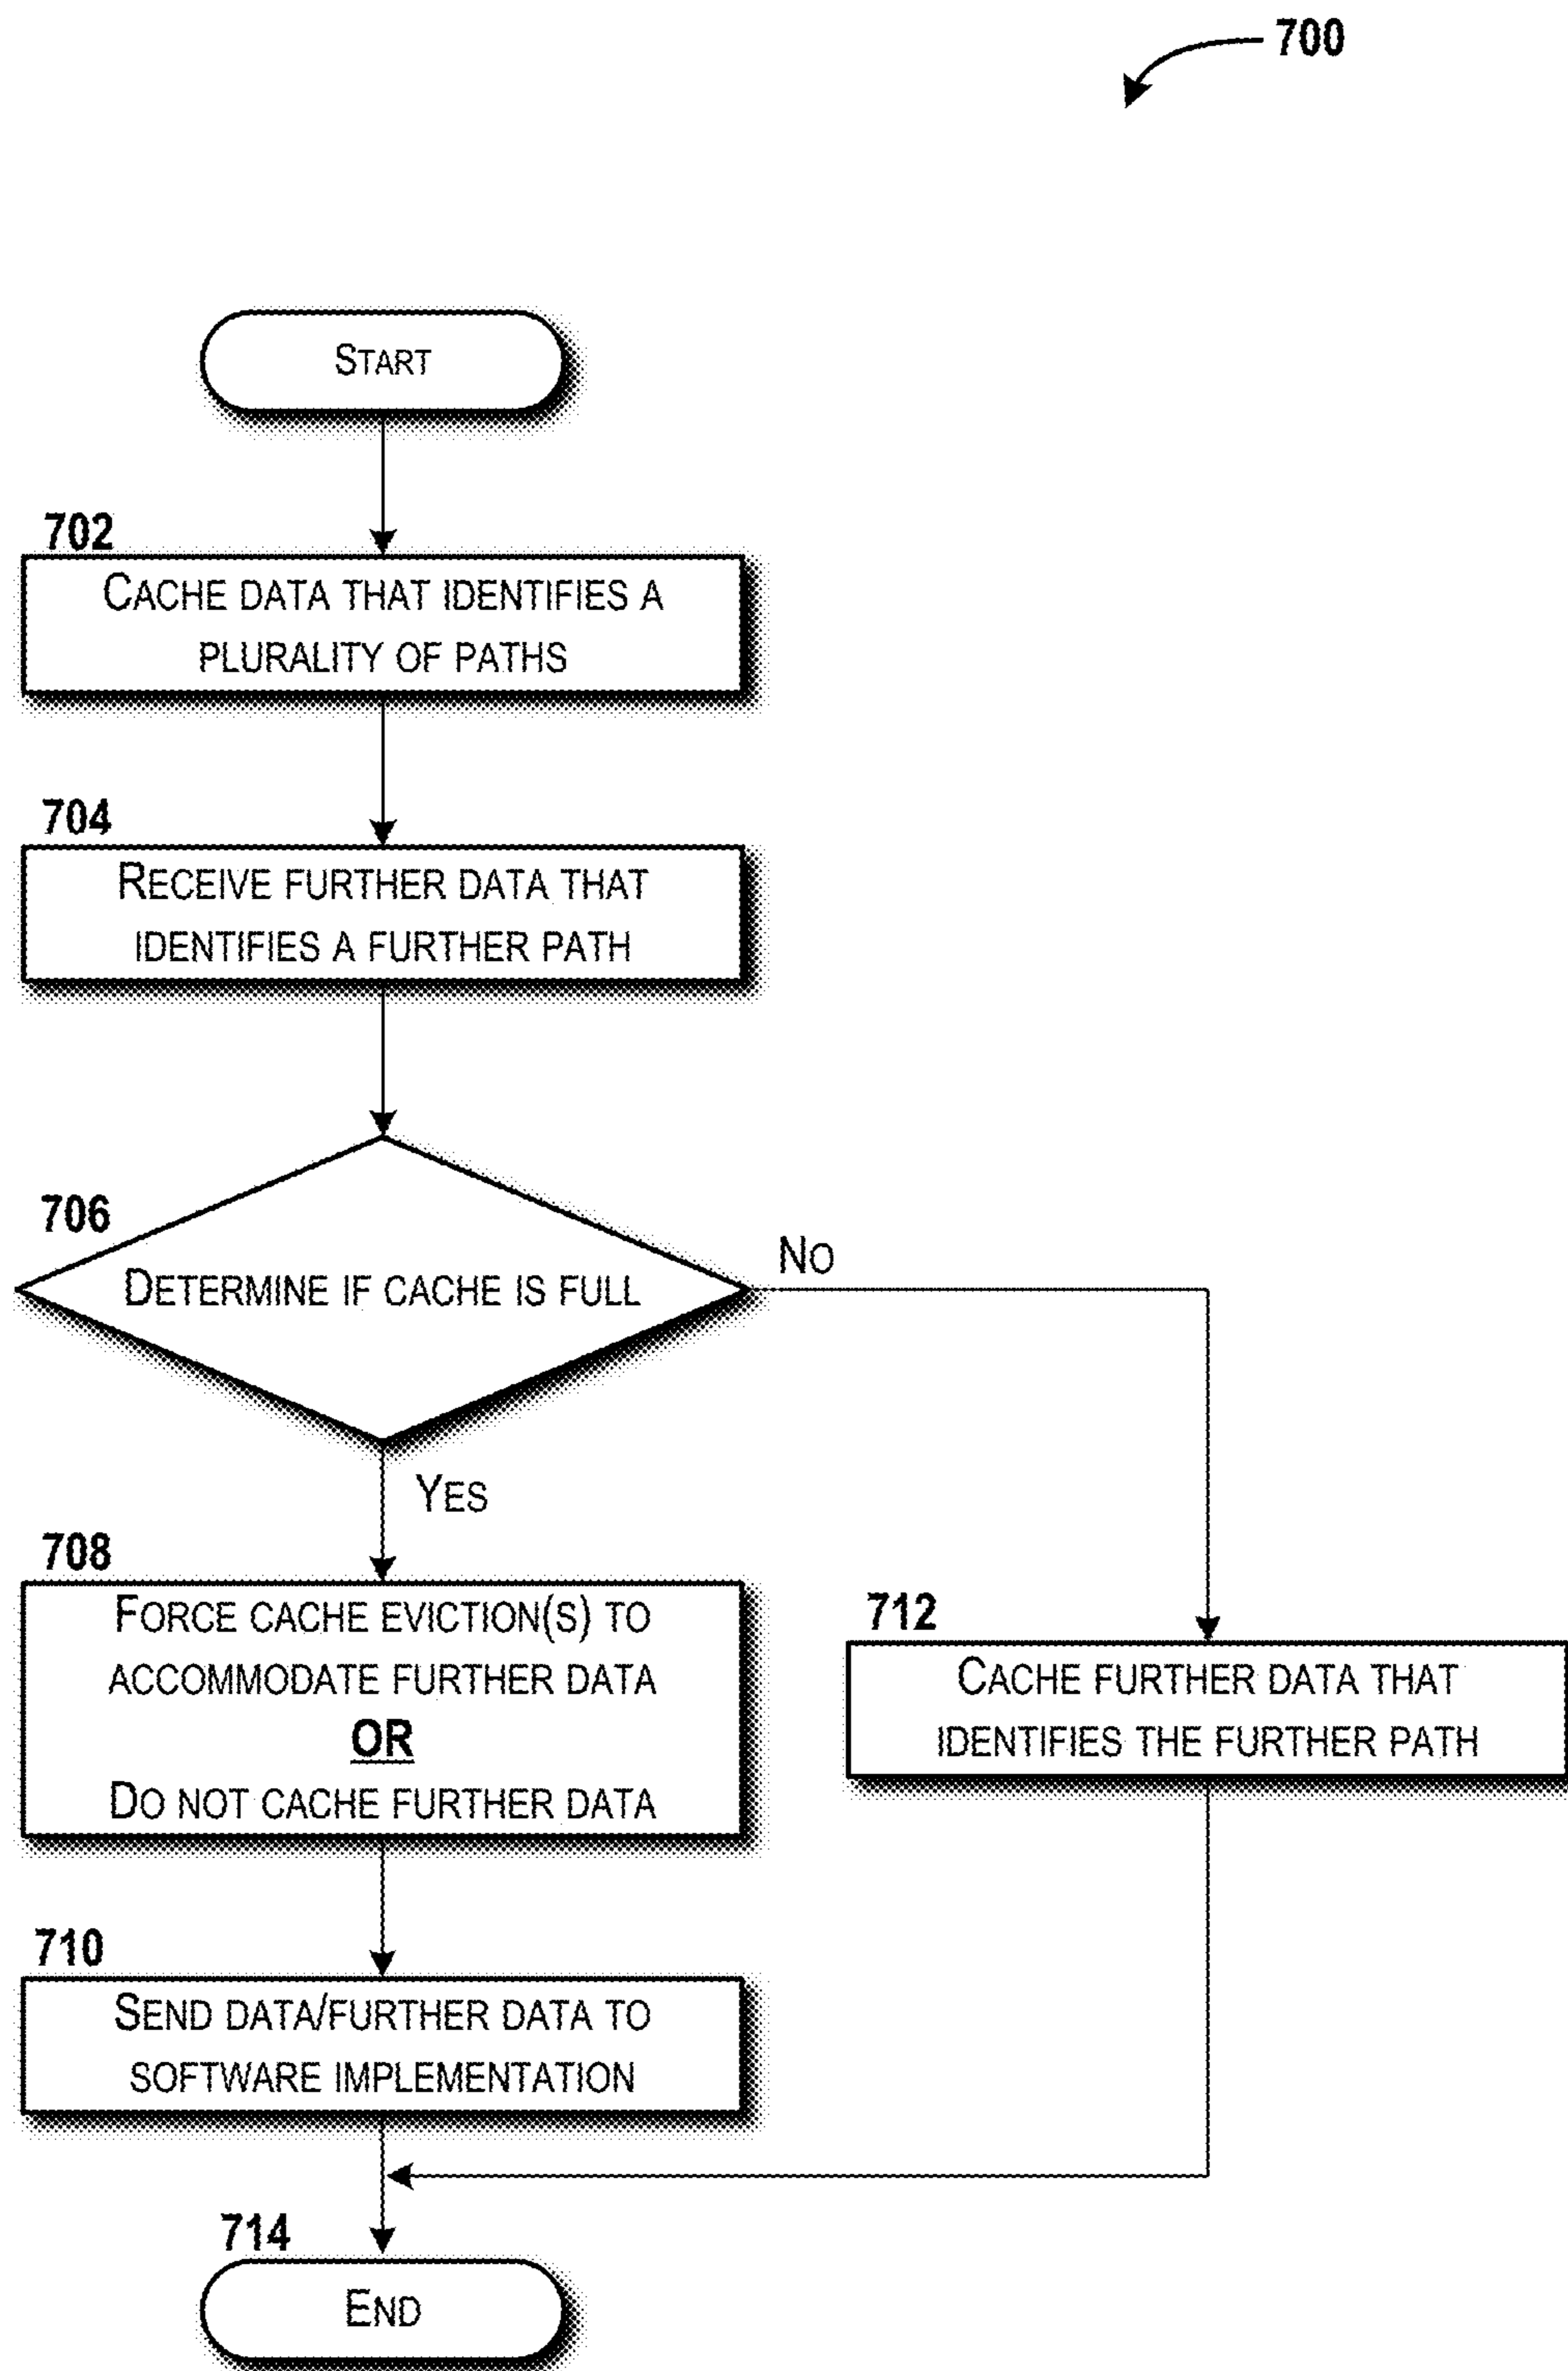 700
START
702
CACHE DATA THAT IDENTIFIES A
PLURALITY OF PATHS
704
RECEIVE FURTHER DATA THAT
IDENTIFIES A FURTHER PATH
706
DETERMINE IF CACHE IS FULL
NO
YES
708
FORCE CACHE EVICTION(S) TO
ACCOMMODATE FURTHER DATA
OR
DO NOT CACHE FURTHER DATA
712
CACHE FURTHER DATA THAT
IDENTIFIES THE FURTHER PATH
710
SEND DATA/FURTHER DATA TO
SOFTWARE IMPLEMENTATION
714
END